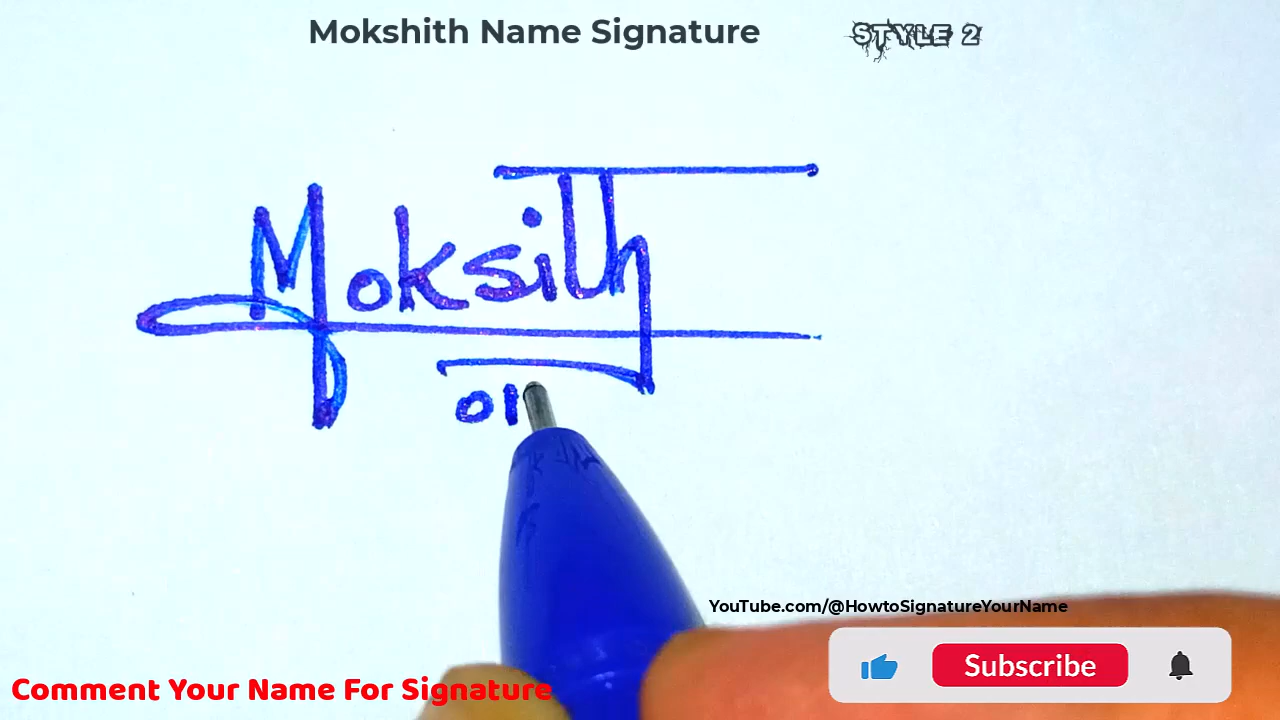 Mokshith Name Signature STYLE 2
Moksith
01
YouTube.com/@HowtoSignatureYourName
Subscribe
Comment Your Name For Signature